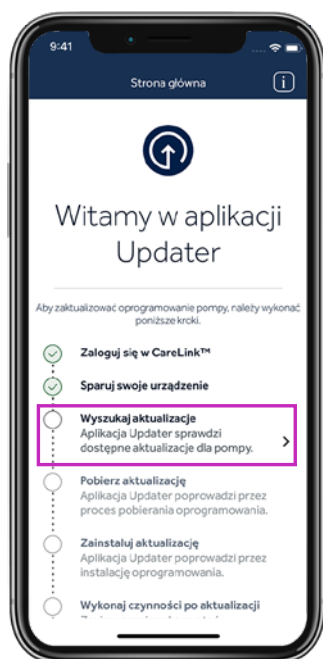 9:41
Strona główna
Witamy w aplikacji
Updater
Aby zaktualizować oprogramowanie pompy, należy wykonać
poniższe kroki.
Zaloguj się w CareLink™
Sparuj swoje urządzenie
Wyszukaj aktualizacje
Aplikacja Updater sprawdzi
dostępne aktualizacje dla pompy.
Pobierz aktualizację
Aplikacja Updater poprowadzi przez
proces pobierania oprogramowania.
Zainstaluj aktualizację
Aplikacja Updater poprowadzi przez
instalację oprogramowania.
Wykonaj czynności po aktualizacji